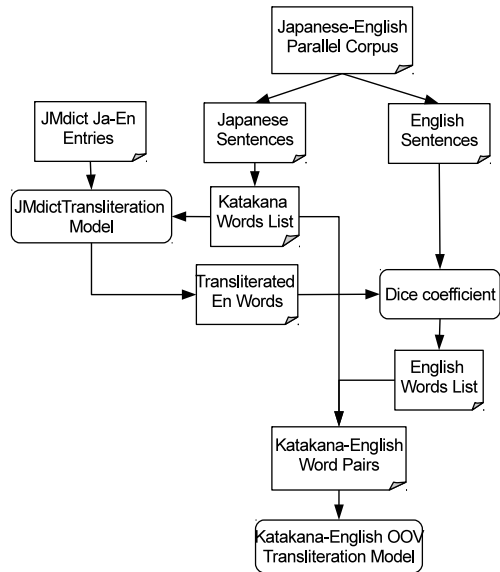 Japanese-English
Parallel Corpus
JMdict Ja-En
Entries
Japanese
Sentences
English
Sentences
JMdictTransliteration
Model
Katakana
Words List
Transliterated
En Words
Dice coefficient
English
Words List
Katakana-English
Word Pairs
Katakana-English OOV
Transliteration Model